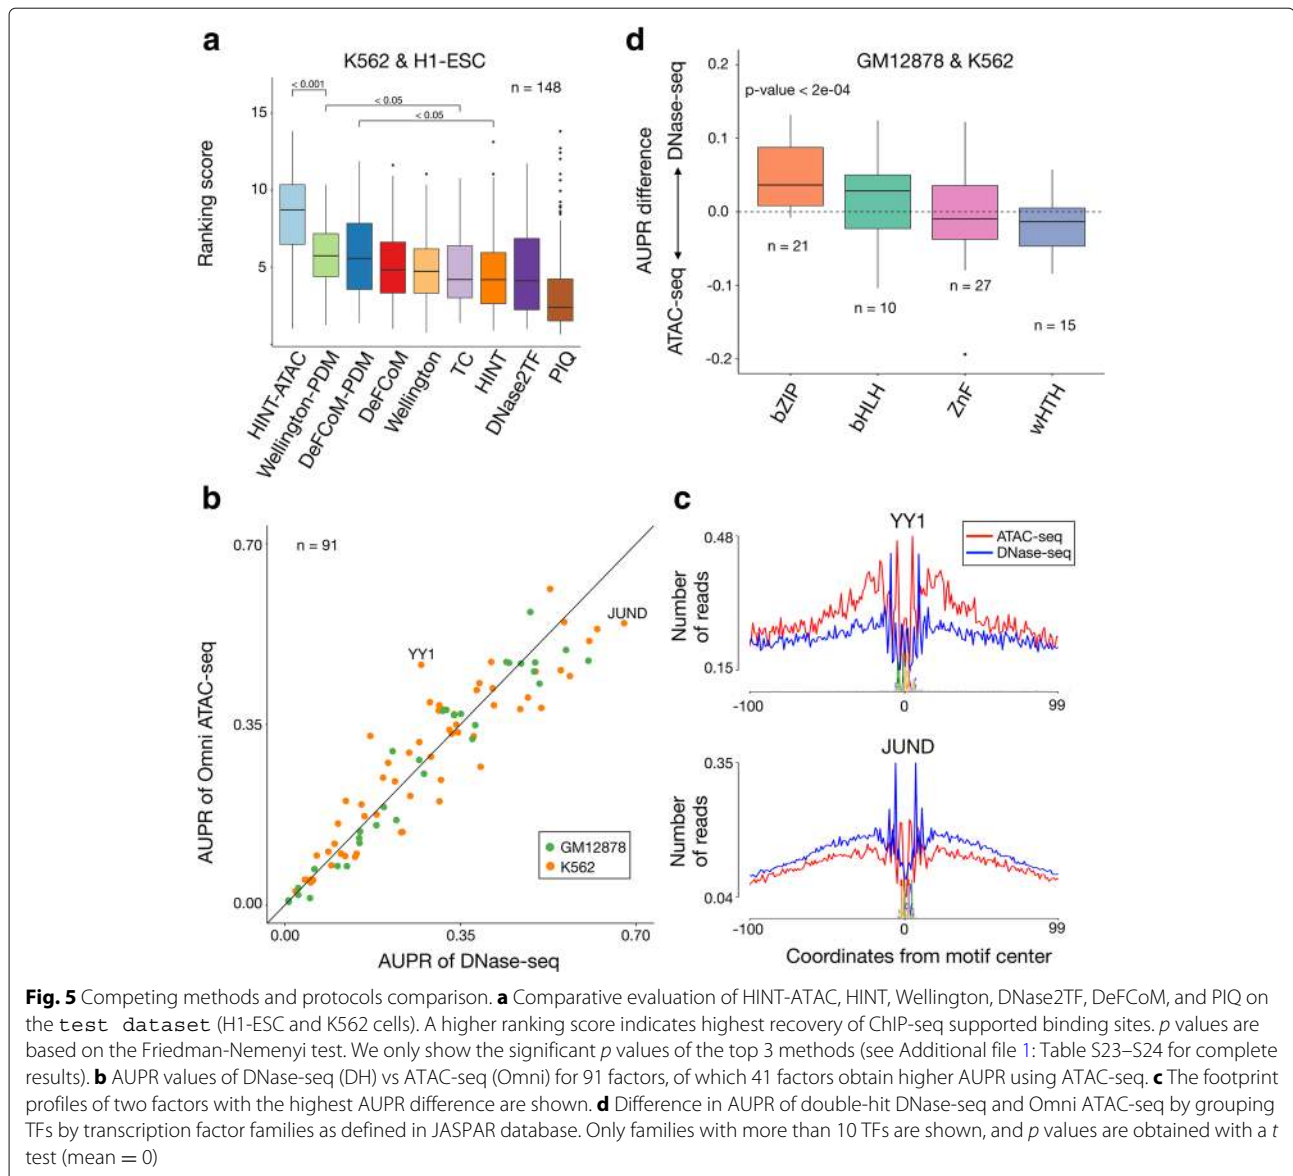 a
K562 & H1-ESC
< 0.001
< 0.05
< 0.05
n = 148
Ranking score
15
10
5
HINT-ATAC
Wellington-PDM
DeFCoM-PDM
DeFCoM
Wellington
TC
HINT
DNase2TF
PIQ
d
GM12878 & K562
p-value < 2e-04
AUPR difference
ATAC-seq
DNase-seq
0.2
0.1
0.0
-0.1
-0.2
n = 21
n = 10
n = 27
n = 15
bZIP
bHLH
ZnF
wHTH
b
n = 91
AUPR of Omni ATAC-seq
0.70
0.35
0.00
YY1
JUND
GM12878
K562
0.00
0.35
0.70
AUPR of DNase-seq
c
YY1
ATAC-seq
DNase-seq
Number
of reads
0.48
0.15
-100
0
99
JUND
Number
of reads
0.35
0.04
-100
0
99
Coordinates from motif center
Fig. 5 Competing methods and protocols comparison. a Comparative evaluation of HINT-ATAC, HINT, Wellington, DNase2TF, DeFCoM, and PIQ on
the test dataset (H1-ESC and K562 cells). A higher ranking score indicates highest recovery of ChIP-seq supported binding sites. p values are
based on the Friedman-Nemenyi test. We only show the significant p values of the top 3 methods (see Additional file 1: Table S23–S24 for complete
results). b AUPR values of DNase-seq (DH) vs ATAC-seq (Omni) for 91 factors, of which 41 factors obtain higher AUPR using ATAC-seq. c The footprint
profiles of two factors with the highest AUPR difference are shown. d Difference in AUPR of double-hit DNase-seq and Omni ATAC-seq by grouping
TFs by transcription factor families as defined in JASPAR database. Only families with more than 10 TFs are shown, and p values are obtained with a t
test (mean = 0)